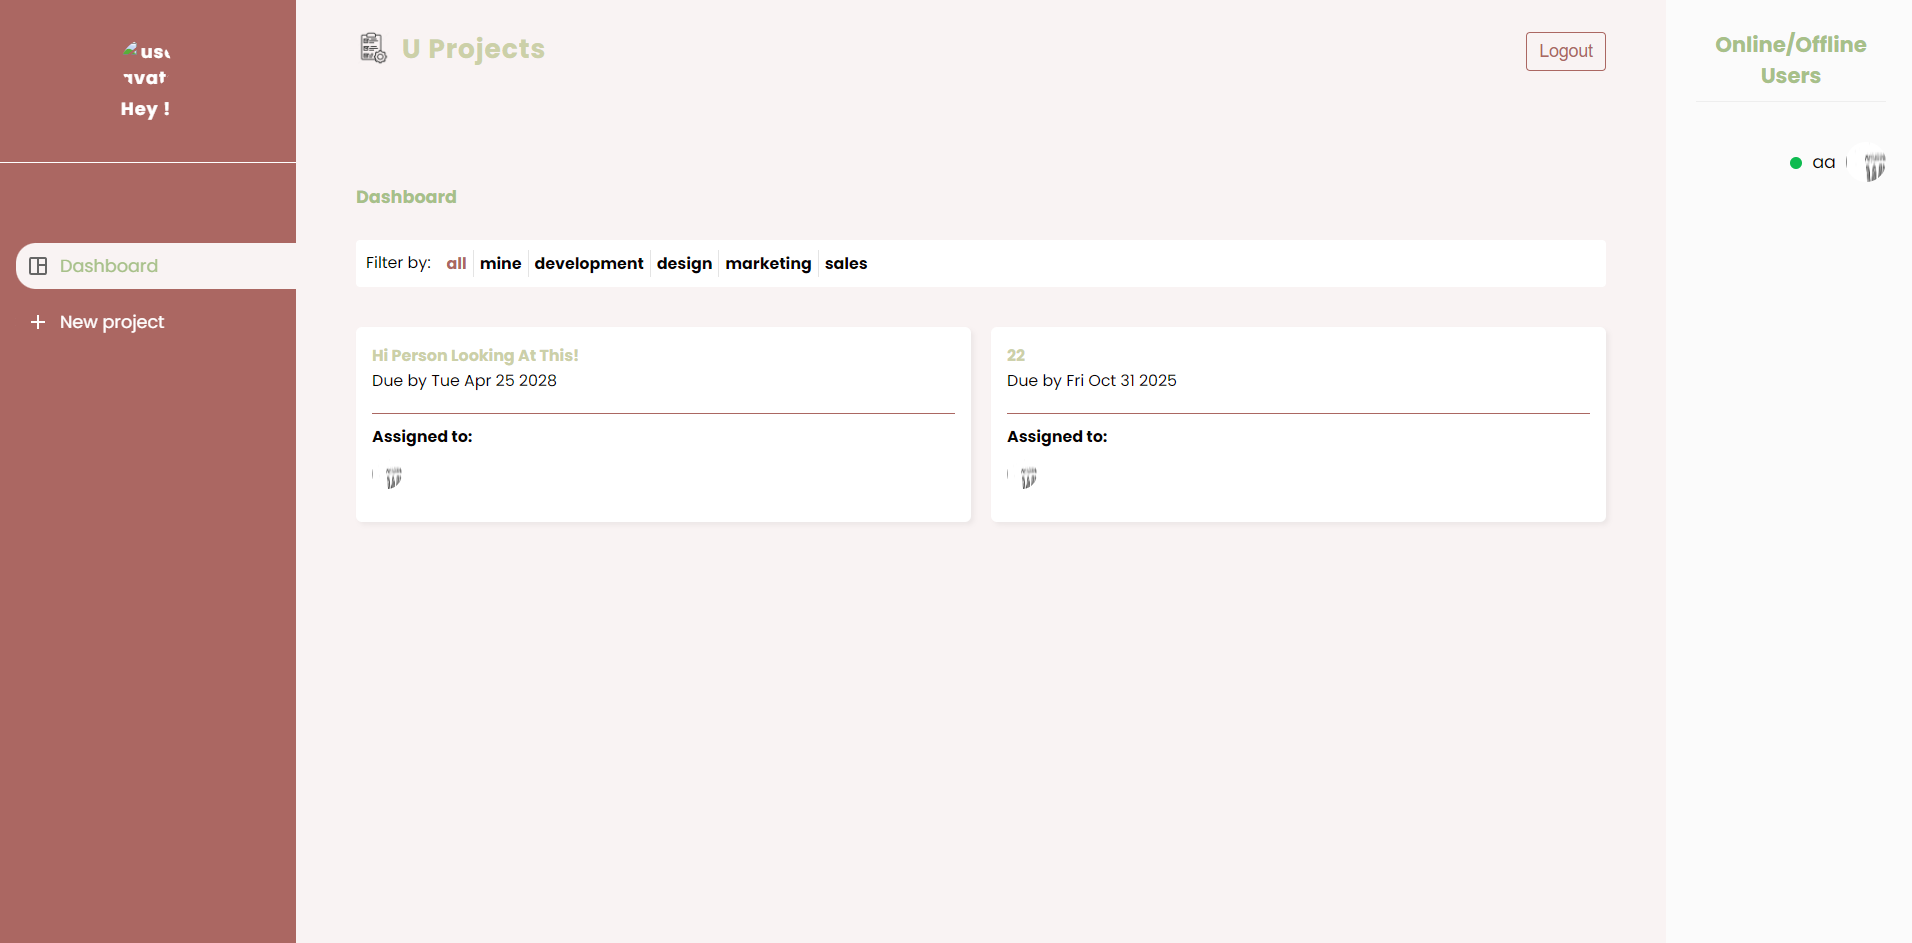 Hey !
Dashboard
New project
U Projects
Logout
Dashboard
Filter by: all mine development design marketing sales
Hi Person Looking At This!
Due by Tue Apr 25 2028
Assigned to:
22
Due by Fri Oct 31 2025
Assigned to:
Online/Offline
Users
aa